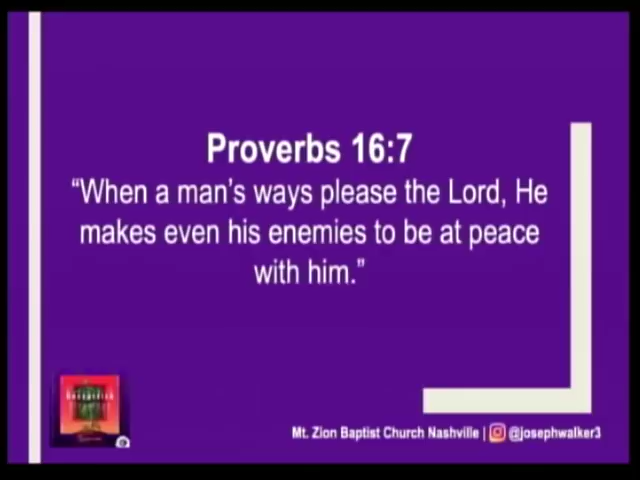 Proverbs 16:7
“When a man’s ways please the Lord, He
makes even his enemies to be at peace
with him.”
Mt. Zion Baptist Church Nashville | @josephwalker3